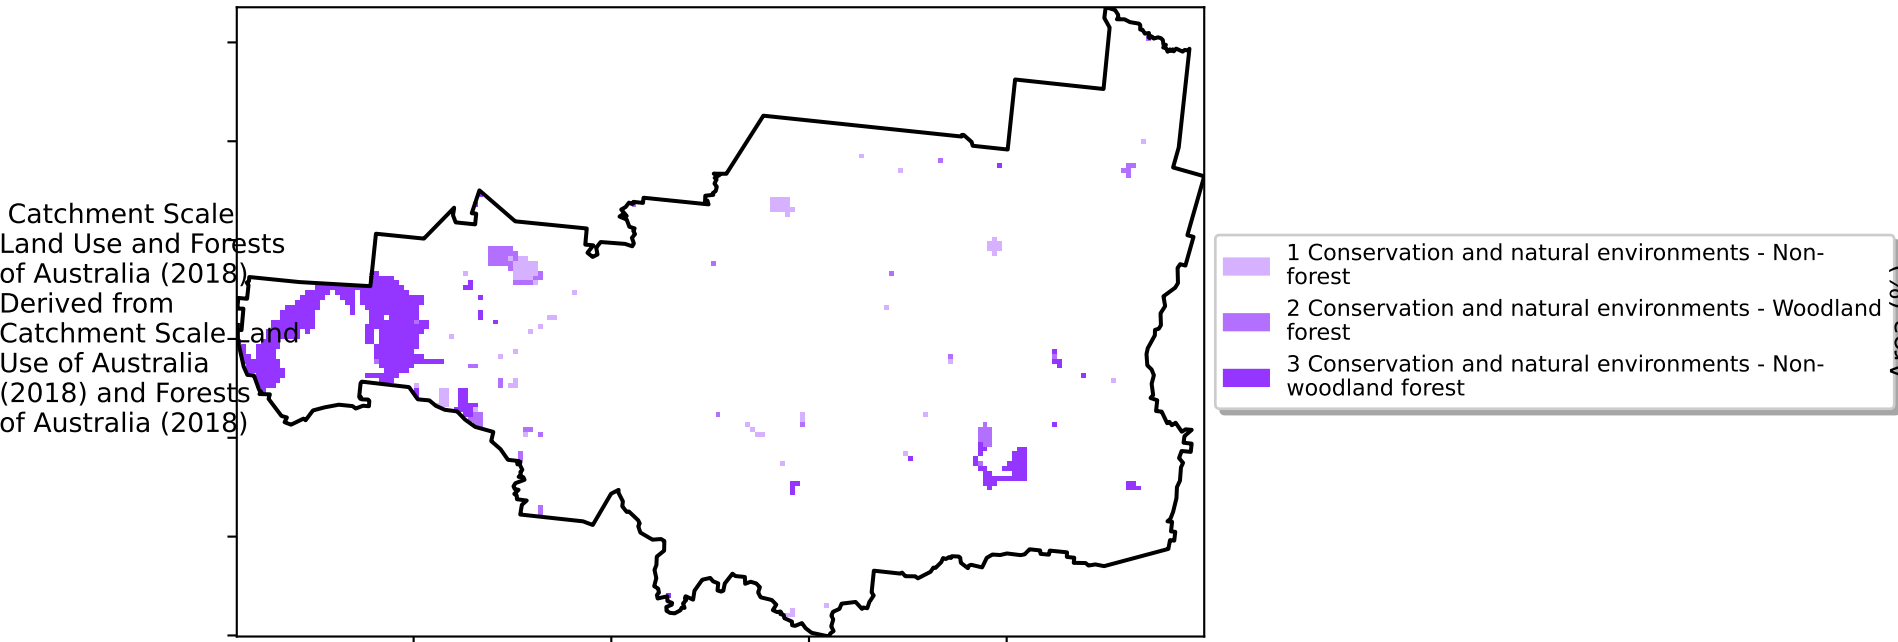 Catchment Scale
Land Use and Forests
of Australia (2018)
Derived from
Catchment Scale Land
Use of Australia
(2018) and Forests
of Australia (2018)
1 Conservation and natural environments - Non-
forest
2 Conservation and natural environments - Woodland
forest
3 Conservation and natural environments - Non-
woodland forest